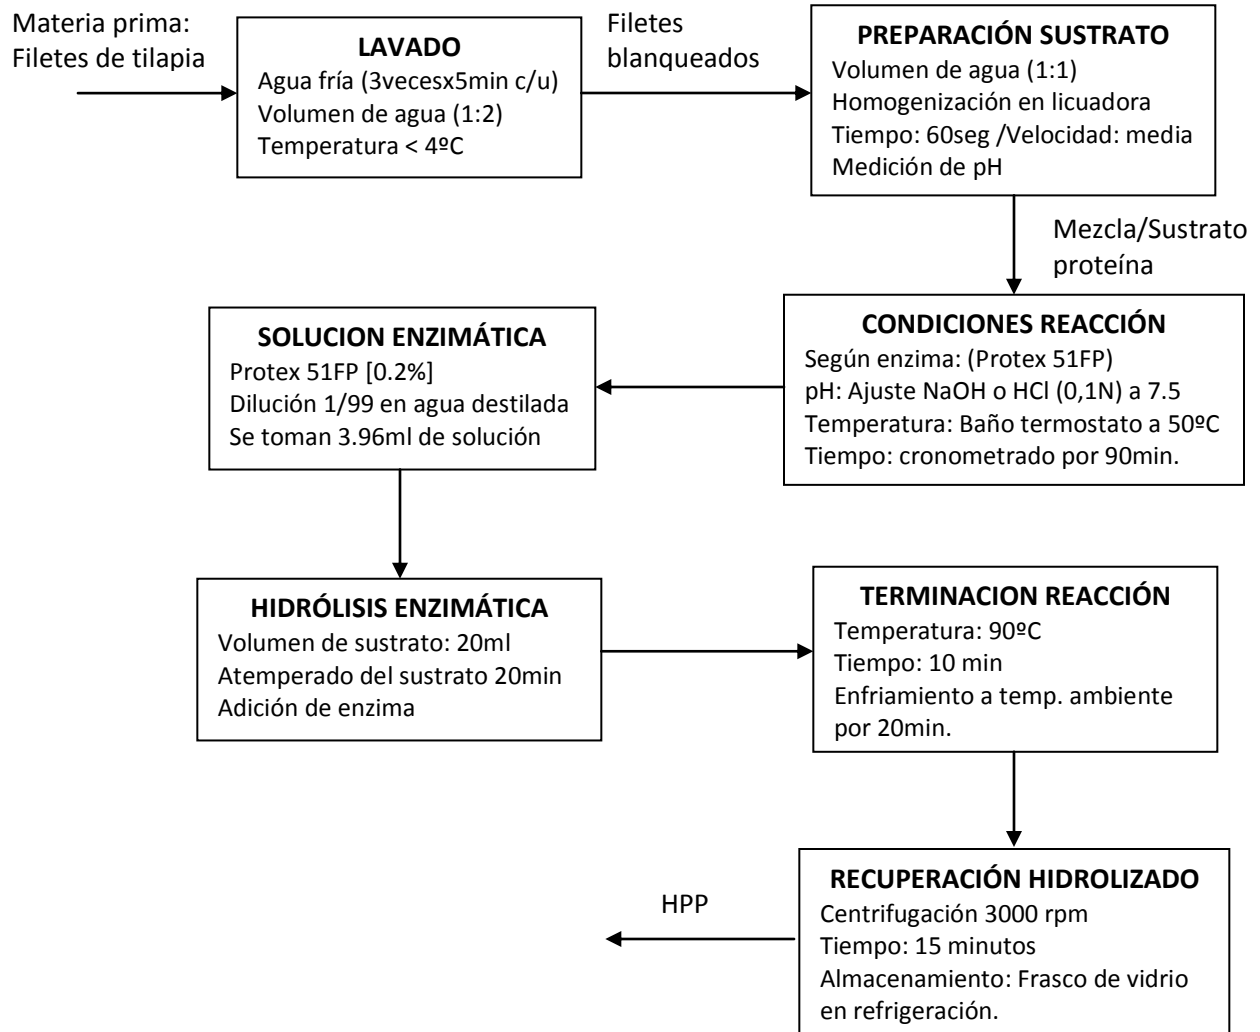 Materia prima:
Filetes de tilapia
LAVADO
Agua fría (3vecesx5min c/u)
Volumen de agua (1:2)
Temperatura < 4ºC
Filetes
blanqueados
PREPARACIÓN SUSTRATO
Volumen de agua (1:1)
Homogenización en licuadora
Tiempo: 60seg /Velocidad: media
Medición de pH
Mezcla/Sustrato
proteína
CONDICIONES REACCIÓN
Según enzima: (Protex 51FP)
pH: Ajuste NaOH o HCl (0,1N) a 7.5
Temperatura: Baño termostato a 50ºC
Tiempo: cronometrado por 90min.
SOLUCION ENZIMÁTICA
Protex 51FP [0.2%]
Dilución 1/99 en agua destilada
Se toman 3.96ml de solución
HIDRÓLISIS ENZIMÁTICA
Volumen de sustrato: 20ml
Atemperado del sustrato 20min
Adición de enzima
TERMINACION REACCIÓN
Temperatura: 90ºC
Tiempo: 10 min
Enfriamiento a temp. ambiente
por 20min.
RECUPERACIÓN HIDROLIZADO
Centrifugación 3000 rpm
Tiempo: 15 minutos
Almacenamiento: Frasco de vidrio
en refrigeración.
HPP